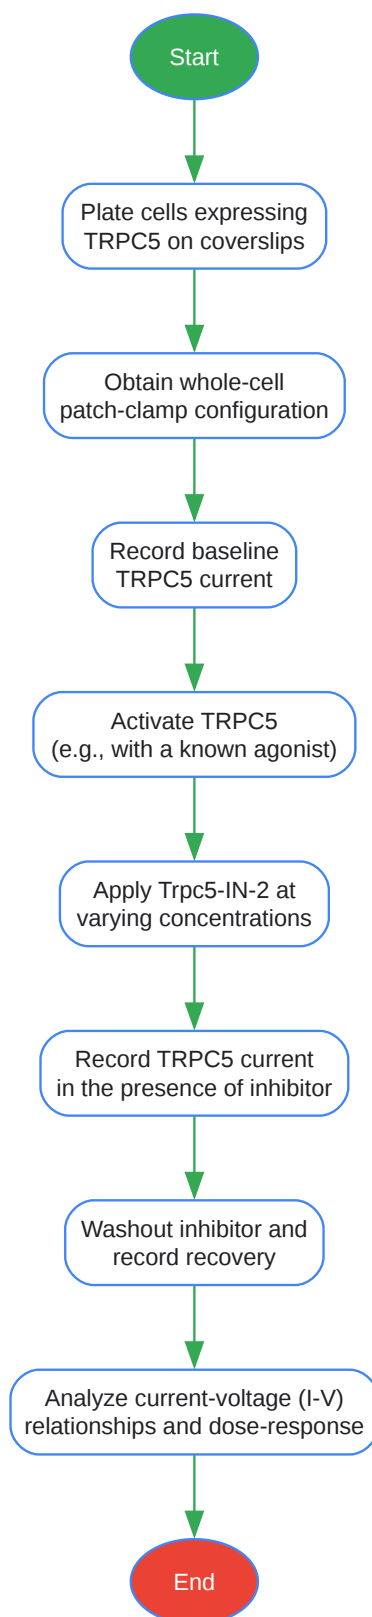 Start
Plate cells expressing
TRPC5 on coverslips
Obtain whole-cell
patch-clamp configuration
Record baseline
TRPC5 current
Activate TRPC5
(e.g., with a known agonist)
Apply Trpc5-IN-2 at
varying concentrations
Record TRPC5 current
in the presence of inhibitor
Washout inhibitor and
record recovery
Analyze current-voltage (I-V)
relationships and dose-response
End